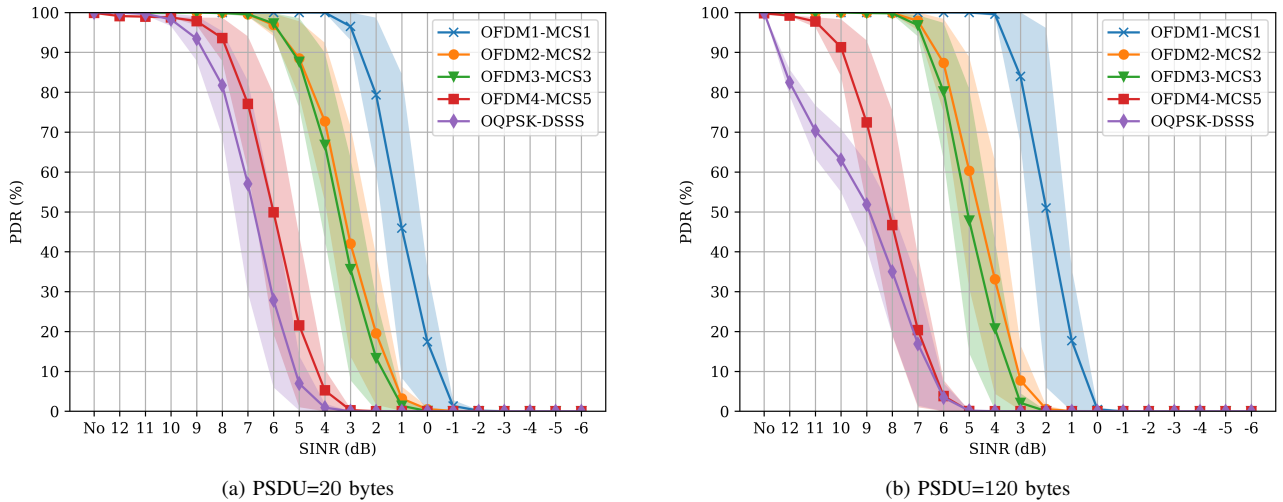 100
90
80
70
60
50
40
30
20
10
0
PDR (%)
No 12 11 10 9 8 7 6 5 4 3 2 1 0 -1 -2 -3 -4 -5 -6
SINR (dB)
OFDM1-MCS1
OFDM2-MCS2
OFDM3-MCS3
OFDM4-MCS5
OQPSK-DSSS
(a) PSDU=20 bytes
100
90
80
70
60
50
40
30
20
10
0
PDR (%)
No 12 11 10 9 8 7 6 5 4 3 2 1 0 -1 -2 -3 -4 -5 -6
SINR (dB)
OFDM1-MCS1
OFDM2-MCS2
OFDM3-MCS3
OFDM4-MCS5
OQPSK-DSSS
(b) PSDU=120 bytes